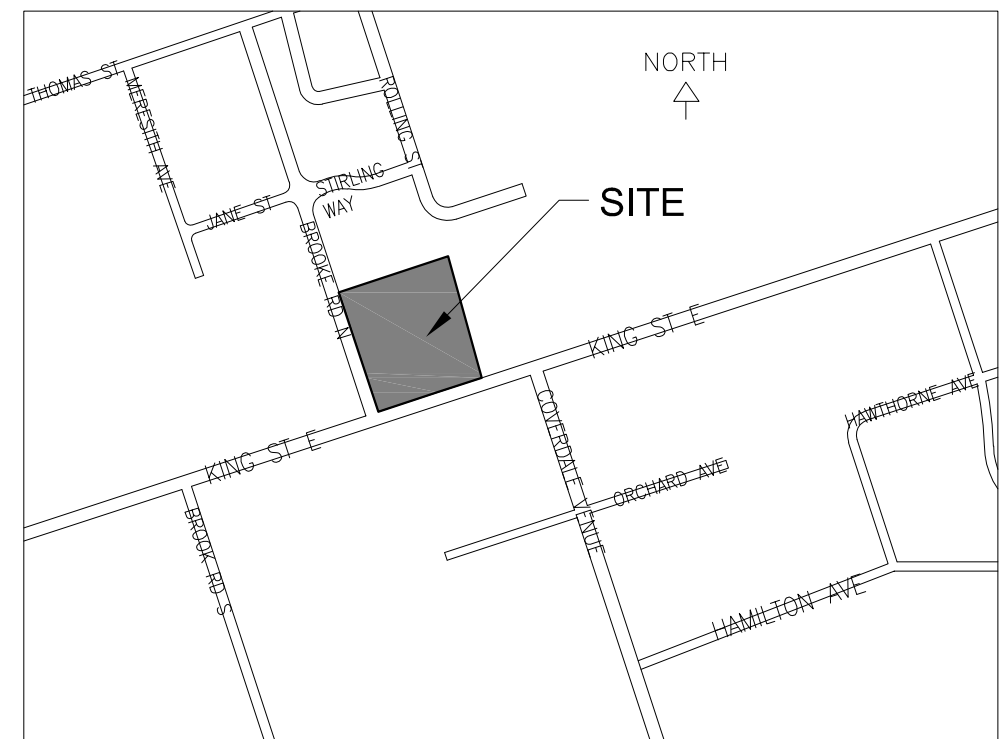 NORTH
THOMAS ST
MERESTH AVE
ROLLING ST
STIRLING
WAY
JANE ST
SITE
BROOKE RD N
KING ST E
KING ST E
HAWTHORNE AVE
COVERDALE AVENUE
ORCHARD AVE
BROOK RD S
HAMILTON AVE